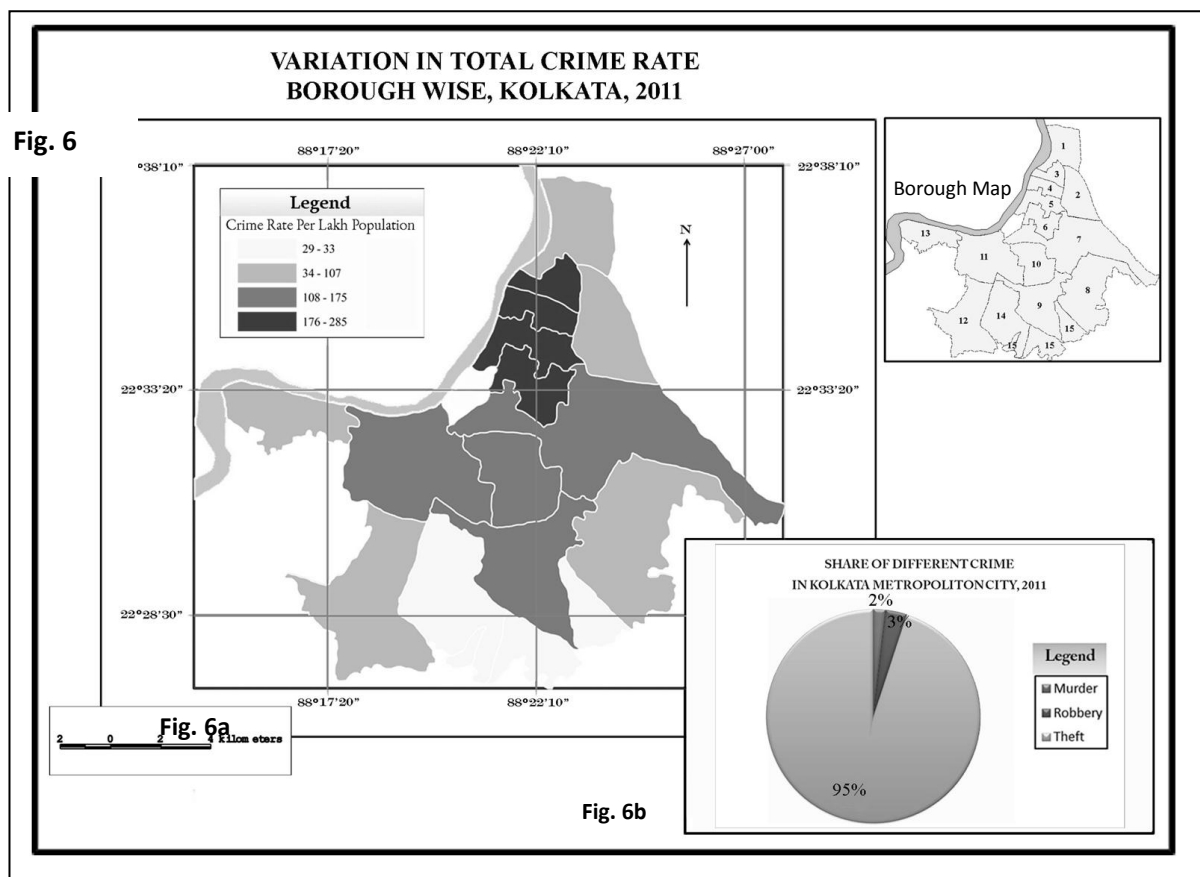 VARIATION IN TOTAL CRIME RATE
BOROUGH WISE, KOLKATA, 2011
Fig. 6
88°17'20"
88°22'10"
88°27'00"
°38'10"
22°38'10"
Legend
Crime Rate Per Lakh Population
29 - 33
34 - 107
108 - 175
176 - 285
N
Borough Map
1
3
2
4
5
6
7
13
11
10
8
9
12
14
15
15
15
22°33'20"
22°33'20"
22°28'30"
88°17'20"
88°22'10"
Fig. 6a
2 0 2 4 kilometers
SHARE OF DIFFERENT CRIME
IN KOLKATA METROPOLITON CITY, 2011
2%
3%
95%
Legend
Murder
Robbery
Theft
Fig. 6b